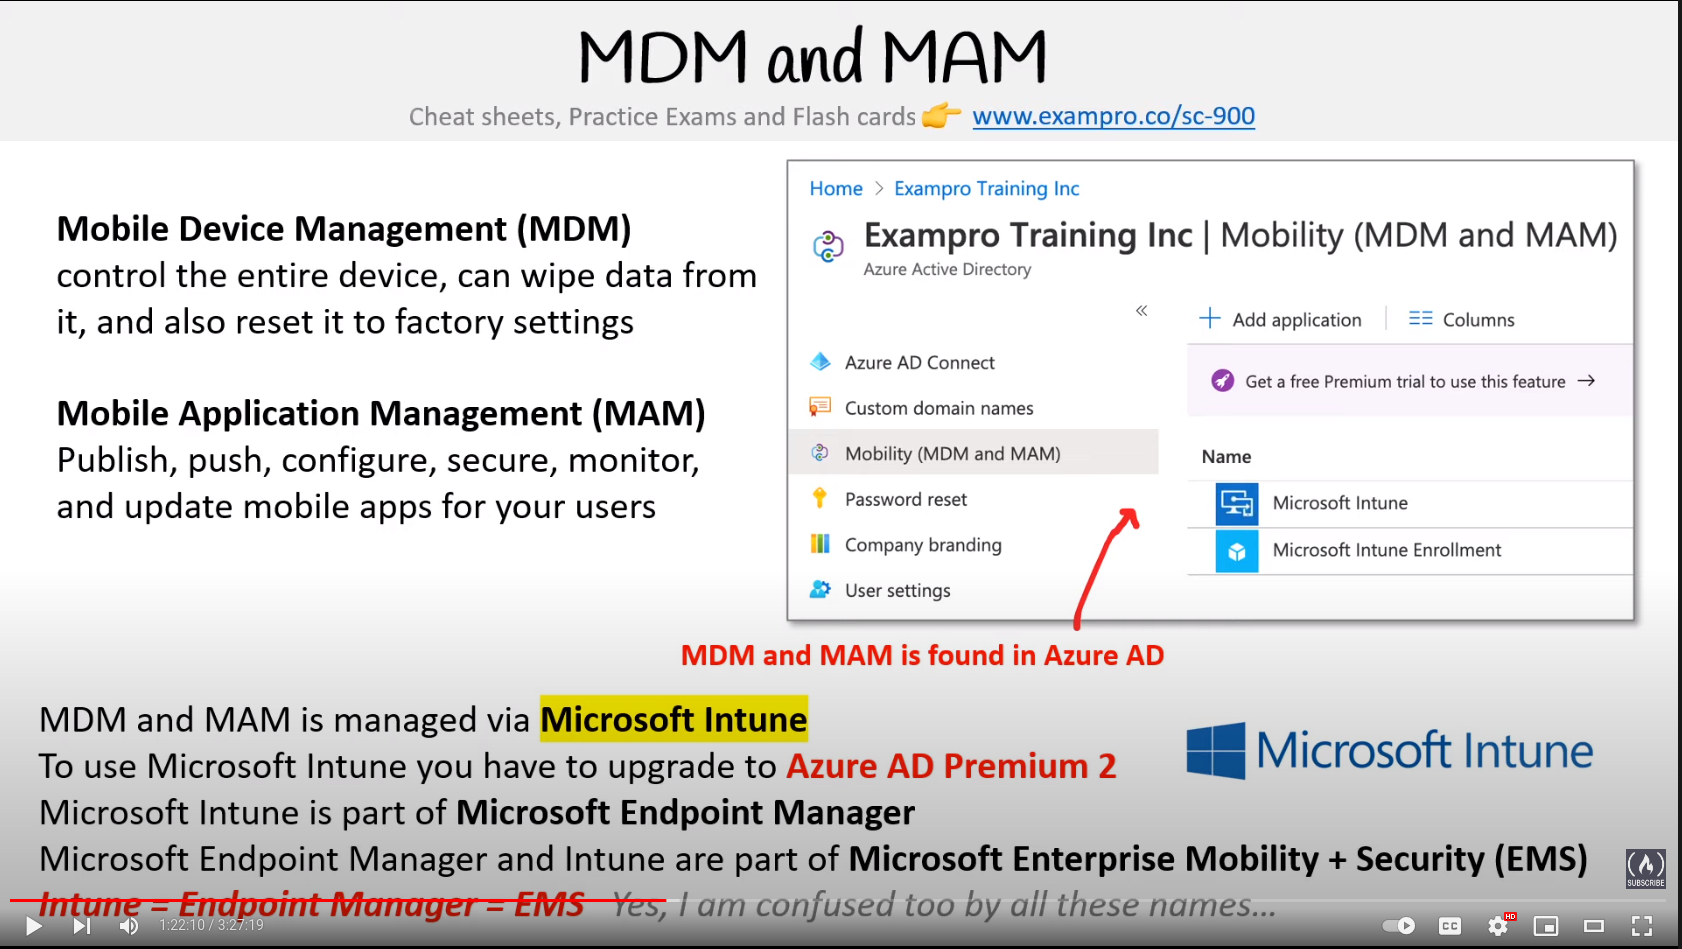 MDM and MAM
Cheat sheets, Practice Exams and Flash cards www.exampro.co/sc-900
Mobile Device Management (MDM)
control the entire device, can wipe data from
it, and also reset it to factory settings
Mobile Application Management (MAM)
Publish, push, configure, secure, monitor,
and update mobile apps for your users
Home > Exampro Training Inc
Exampro Training Inc | Mobility (MDM and MAM)
Azure Active Directory
«
Azure AD Connect
Custom domain names
Mobility (MDM and MAM)
Password reset
Company branding
User settings
+ Add application | Columns
Get a free Premium trial to use this feature →
Name
Microsoft Intune
Microsoft Intune Enrollment
MDM and MAM is found in Azure AD
MDM and MAM is managed via Microsoft Intune
To use Microsoft Intune you have to upgrade to Azure AD Premium 2
Microsoft Intune is part of Microsoft Endpoint Manager
Microsoft Endpoint Manager and Intune are part of Microsoft Enterprise Mobility + Security (EMS)
Intune = Endpoint Manager = EMS Yes, I am confused too by all these names...
Microsoft Intune
SUBSCRIBE
1:22:10 / 3:27:19
CC
HD